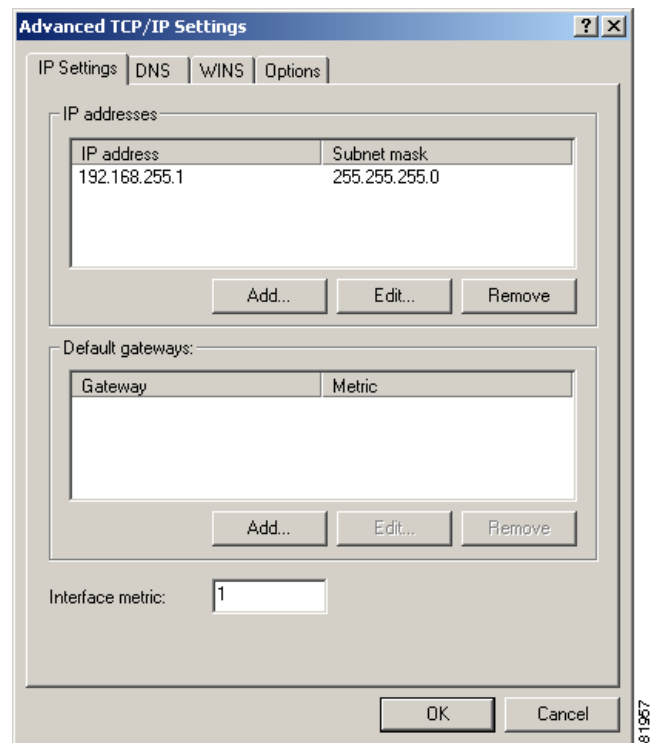 Advanced TCP/IP Settings
IP Settings DNS WINS Options
IP addresses
IP address Subnet mask
192.168.255.1 255.255.255.0
Add... Edit... Remove
Default gateways:
Gateway Metric
Add... Edit... Remove
Interface metric: 1
OK Cancel
81957